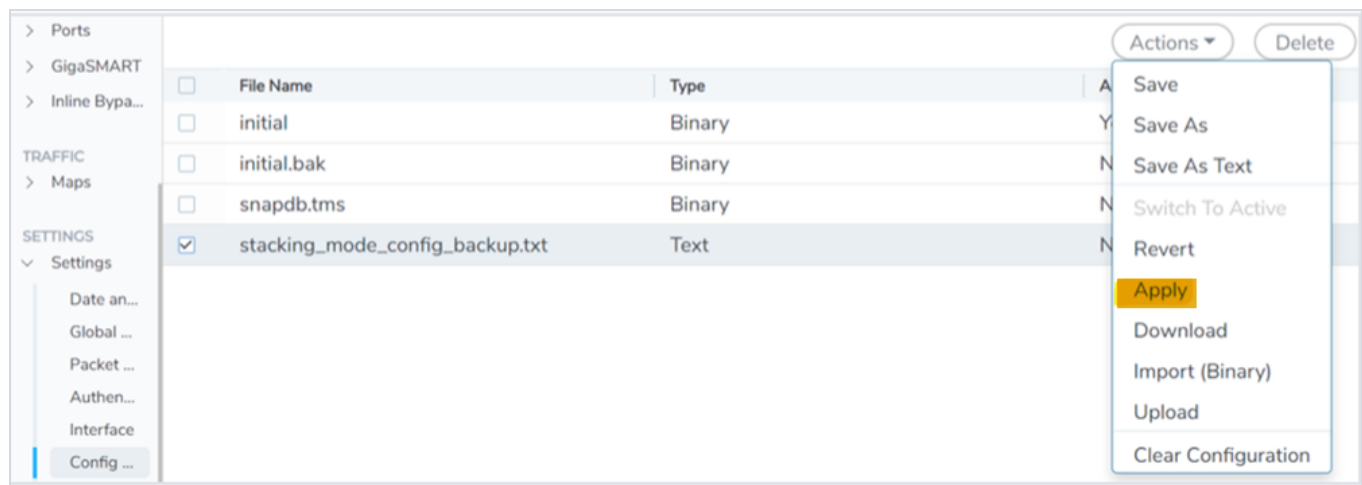 Ports
GigaSMART
Inline Bypa...
TRAFFIC
Maps
SETTINGS
Settings
Date an...
Global ...
Packet ...
Authen...
Interface
Config ...
Actions Delete
File Name Type A
initial Binary Y
initial.bak Binary N
snapdb.tms Binary N
stacking_mode_config_backup.txt Text N
Save
Save As
Save As Text
Switch To Active
Revert
Apply
Download
Import (Binary)
Upload
Clear Configuration